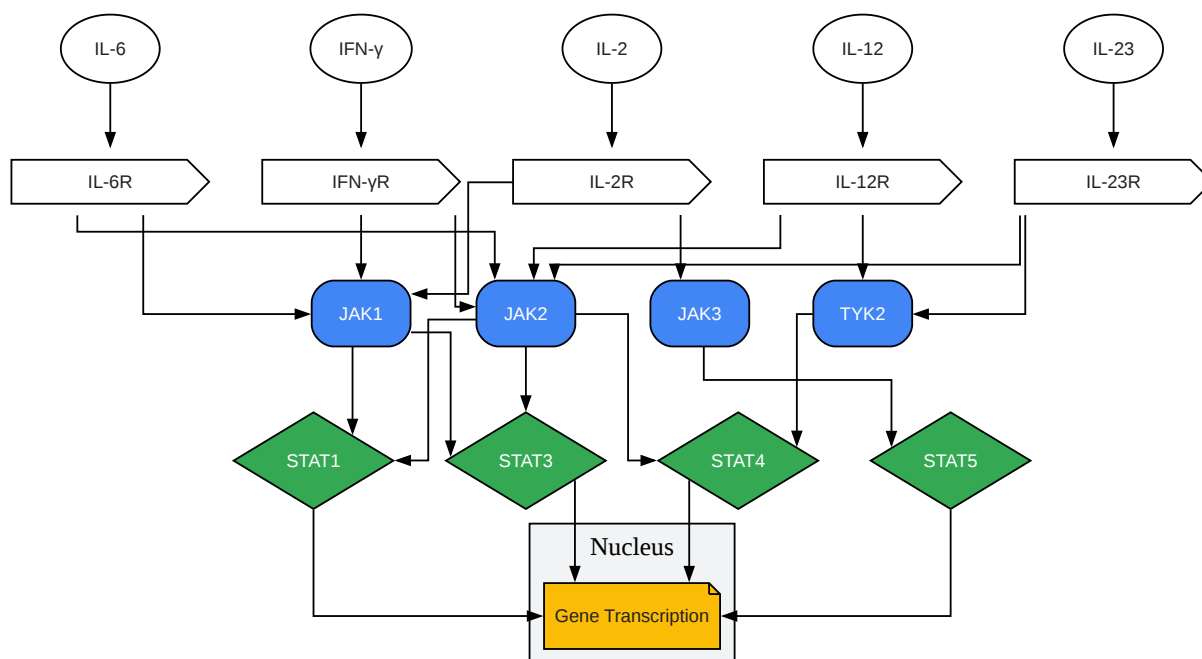 IL-6
IFN-γ
IL-2
IL-12
IL-23
IL-6R
IFN-γR
IL-2R
IL-12R
IL-23R
JAK1
JAK2
JAK3
TYK2
STAT1
STAT3
STAT4
STAT5
Nucleus
Gene Transcription